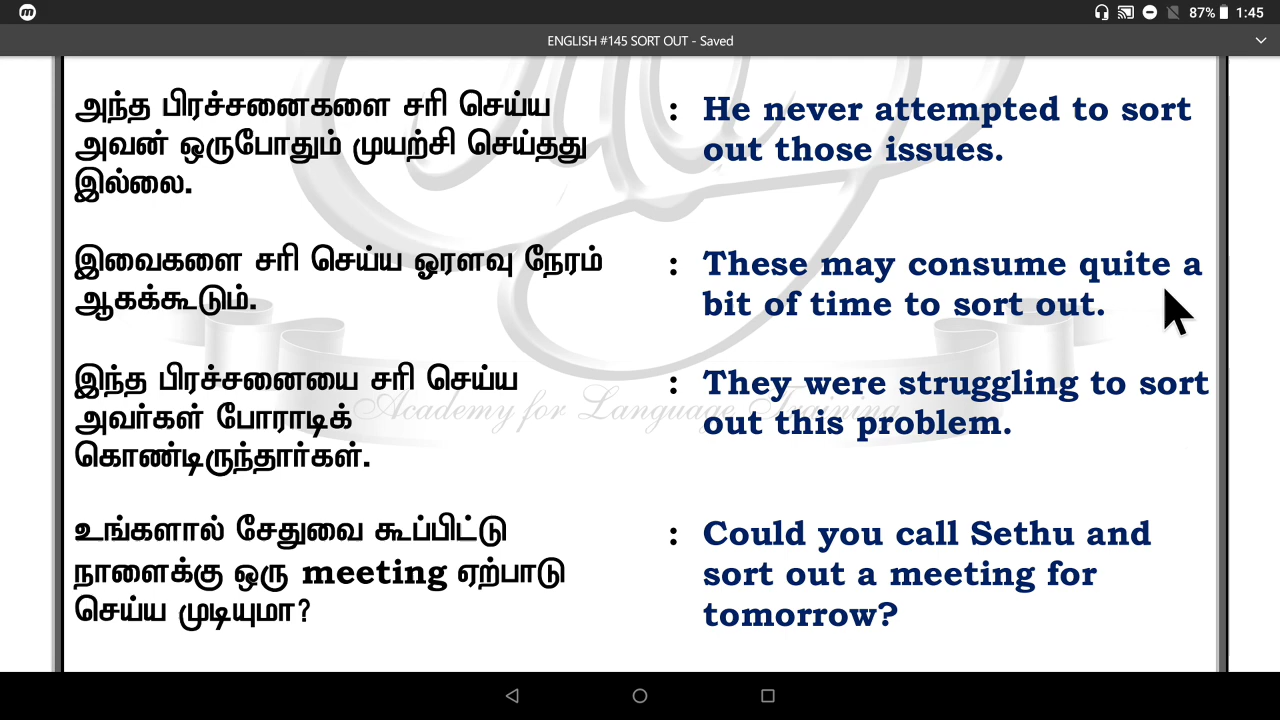 87% 1:45
ENGLISH #145 SORT OUT - Saved
அந்த பிரச்சனைகளை சரி செய்ய : He never attempted to sort
அவன் ஒருபோதும் முயற்சி செய்தது out those issues.
இல்லை.
இவைகளை சரி செய்ய ஓரளவு நேரம் : These may consume quite a
ஆகக்கூடும். bit of time to sort out.
இந்த பிரச்சனையை சரி செய்ய : They were struggling to sort
அவர்கள் போராடிக் out this problem.
கொண்டிருந்தார்கள்.
Academy for Language Training
உங்களால் சேதுவை கூப்பிட்டு : Could you call Sethu and
நாளைக்கு ஒரு meeting ஏற்பாடு sort out a meeting for
செய்ய முடியுமா? tomorrow?